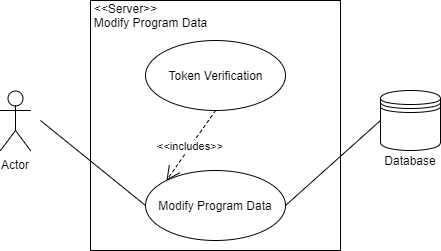 <<Server>>
Modify Program Data
Token Verification
<<includes>>
Actor
Database
Modify Program Data